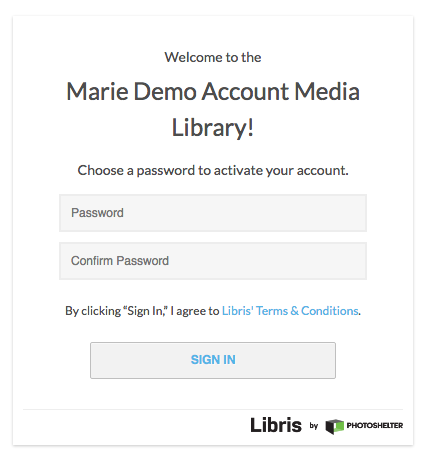 Welcome to the
Marie Demo Account Media
Library!
Choose a password to activate your account.
Password
Confirm Password
By clicking “Sign In,” I agree to Libris' Terms & Conditions.
SIGN IN
Libris by PHOTOSHELTER